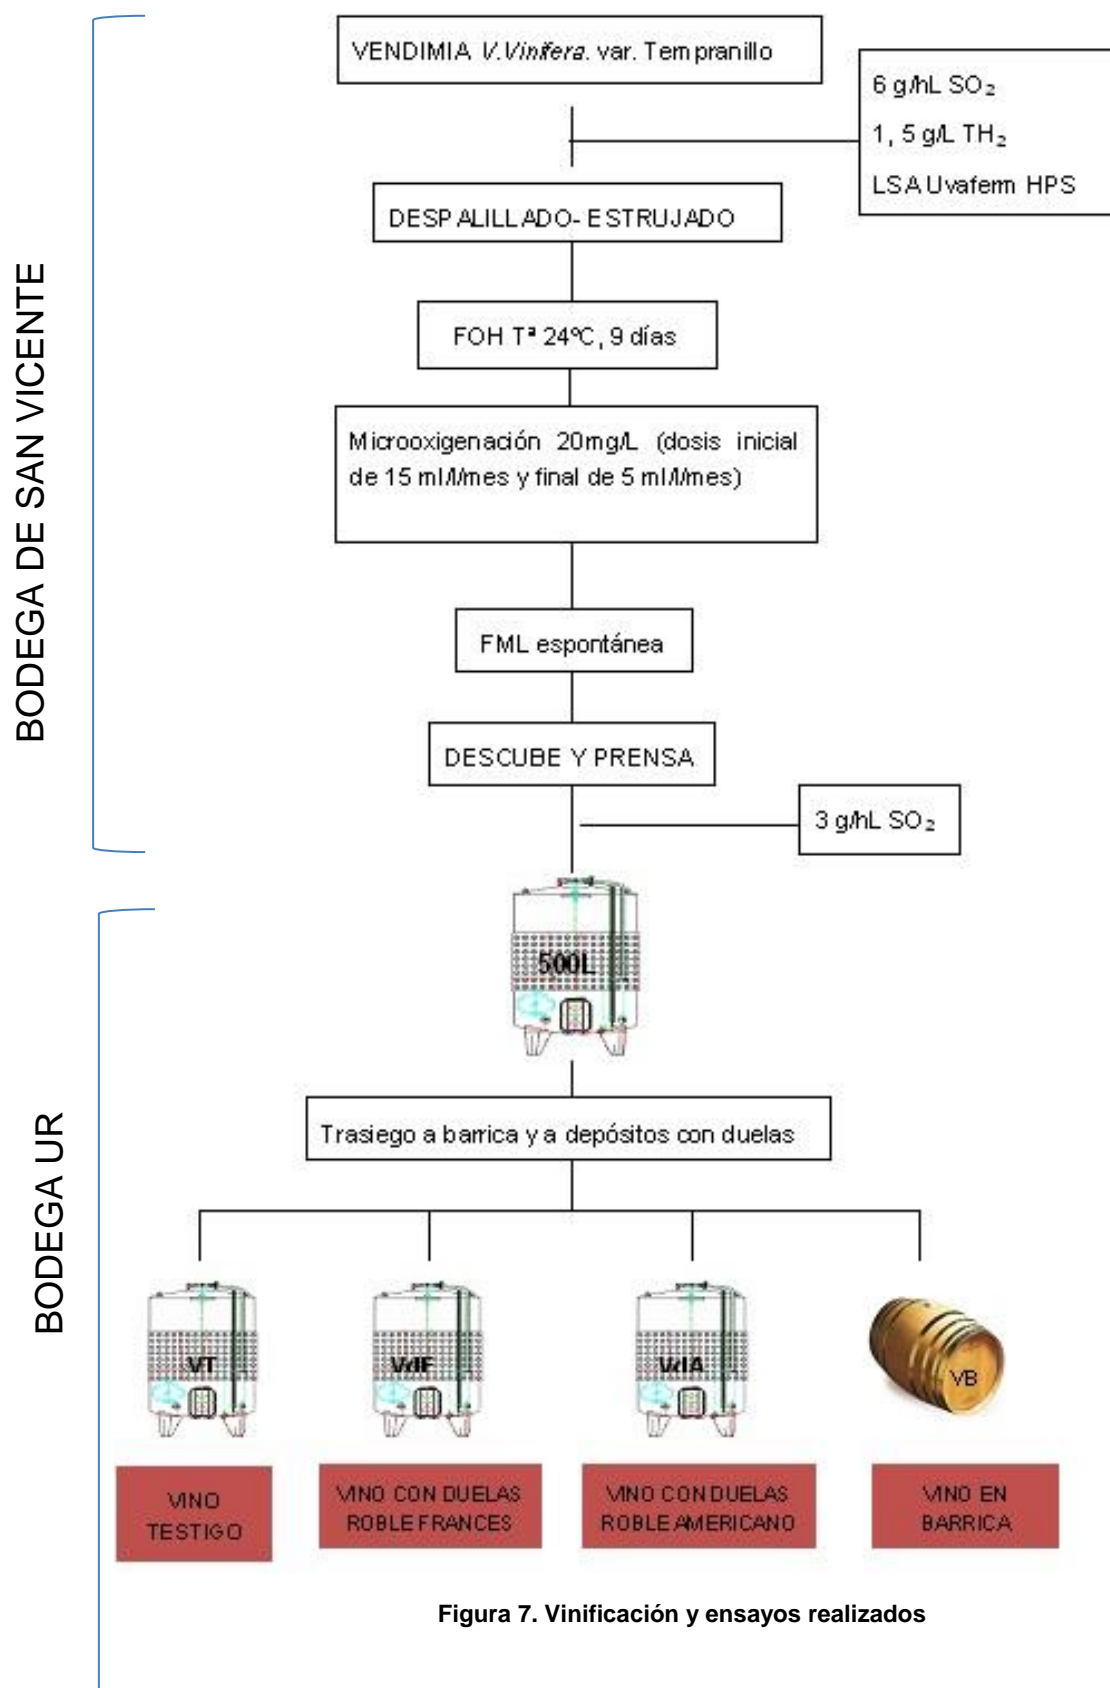 VENDIMIA V.Vinifera. var. Tempranillo
6 g/hL SO₂
1, 5 g/L TH₂
LSA Uvaferm HPS
DESPALILLADO- ESTRUJADO
FOH Tª 24ºC, 9 días
Microoxigenación 20mg/L (dosis inicial
de 15 ml/l/mes y final de 5 ml/l/mes)
FML espontánea
DESCUBE Y PRENSA
3 g/hL SO₂
BODEGA DE SAN VICENTE
500L
Trasiego a barrica y a depósitos con duelas
BODEGA UR
VT
VdF
VdA
VB
VINO
TESTIGO
VINO CON DUELAS
ROBLE FRANCES
VINO CON DUELAS
ROBLE AMERICANO
VINO EN
BARRICA
Figura 7. Vinificación y ensayos realizados